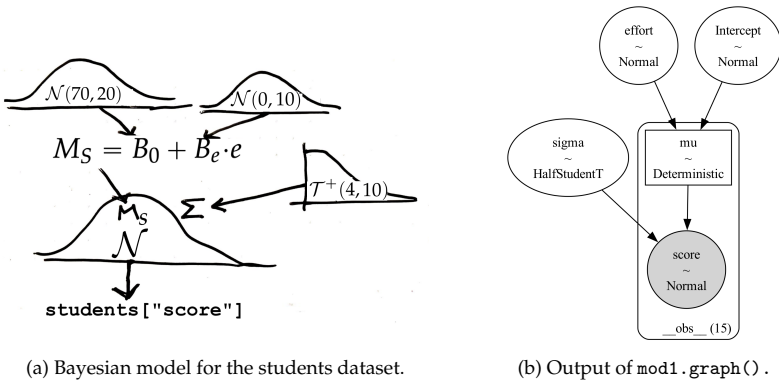 𝒩(70, 20)
𝒩(0, 10)
M_S = B_0 + B_e·e
𝒯⁺(4, 10)
M_s
Σ
𝒩
students["score"]
(a) Bayesian model for the students dataset.
effort
~
Normal
Intercept
~
Normal
sigma
~
HalfStudentT
mu
~
Deterministic
score
~
Normal
__obs__ (15)
(b) Output of mod1.graph().